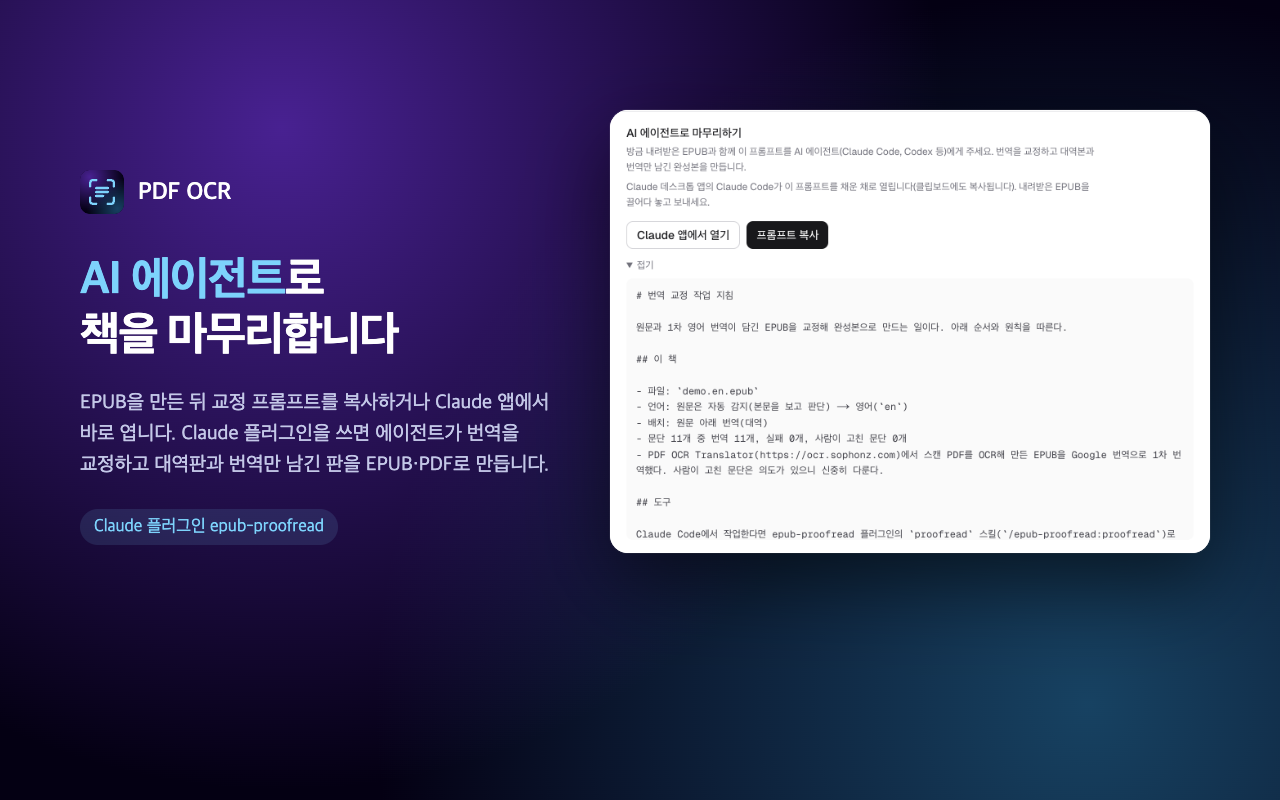 PDF OCR
AI 에이전트로
책을 마무리합니다
EPUB을 만든 뒤 교정 프롬프트를 복사하거나 Claude 앱에서
바로 엽니다. Claude 플러그인을 쓰면 에이전트가 번역을
교정하고 대역판과 번역만 남긴 판을 EPUB·PDF로 만듭니다.
Claude 플러그인 epub-proofread
AI 에이전트로 마무리하기
방금 내려받은 EPUB과 함께 이 프롬프트를 AI 에이전트(Claude Code, Codex 등)에게 주세요. 번역을 교정하고 대역본과
번역만 남긴 완성본을 만듭니다.
Claude 데스크톱 앱의 Claude Code가 이 프롬프트를 채운 채로 열립니다(클립보드에도 복사됩니다). 내려받은 EPUB을
끌어다 놓고 보내세요.
Claude 앱에서 열기
프롬프트 복사
▼ 접기
# 번역 교정 작업 지침
원문과 1차 영어 번역이 담긴 EPUB을 교정해 완성본으로 만드는 일이다. 아래 순서와 원칙을 따른다.
## 이 책
- 파일: `demo.en.epub`
- 언어: 원문은 자동 감지(본문을 보고 판단) → 영어(`en`)
- 배치: 원문 아래 번역(대역)
- 문단 11개 중 번역 11개, 실패 0개, 사람이 고친 문단 0개
- PDF OCR Translator(https://ocr.sophonz.com)에서 스캔 PDF를 OCR해 만든 EPUB을 Google 번역으로 1차 번
역했다. 사람이 고친 문단은 의도가 있으니 신중히 다룬다.
## 도구
Claude Code에서 작업한다면 epub-proofread 플러그인의 `proofread` 스킬(`/epub-proofread:proofread`)로